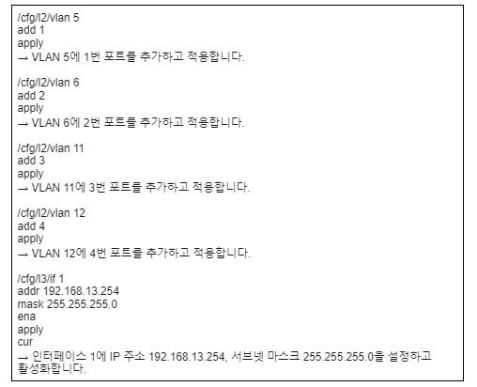 /cfg/l2/vlan 5
add 1
apply
→ VLAN 5에 1번 포트를 추가하고 적용합니다.
/cfg/l2/vlan 6
add 2
apply
→ VLAN 6에 2번 포트를 추가하고 적용합니다.
/cfg/l2/vlan 11
add 3
apply
→ VLAN 11에 3번 포트를 추가하고 적용합니다.
/cfg/l2/vlan 12
add 4
apply
→ VLAN 12에 4번 포트를 추가하고 적용합니다.
/cfg/l3/if 1
addr 192.168.13.254
mask 255.255.255.0
ena
apply
cur
→ 인터페이스 1에 IP 주소 192.168.13.254, 서브넷 마스크 255.255.255.0을 설정하고
활성화합니다.